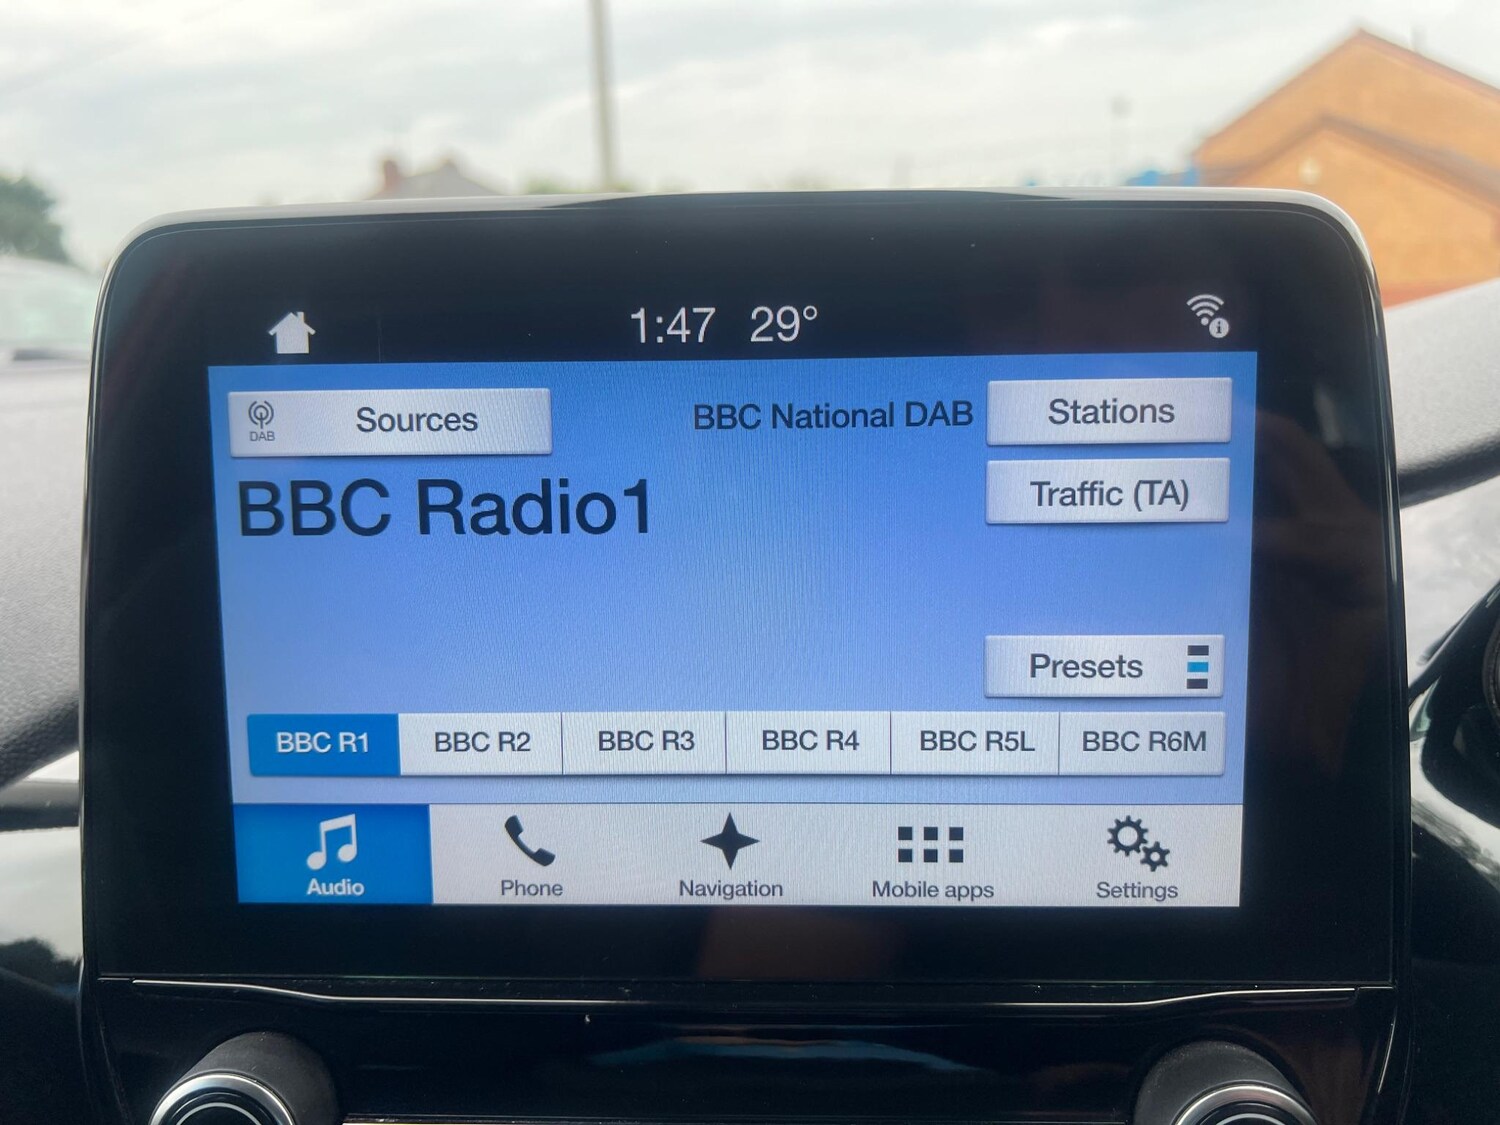 1:47 29°
DAB
Sources
BBC National DAB
Stations
BBC Radio1
Traffic (TA)
Presets
BBC R1
BBC R2
BBC R3
BBC R4
BBC R5L
BBC R6M
Audio
Phone
Navigation
Mobile apps
Settings